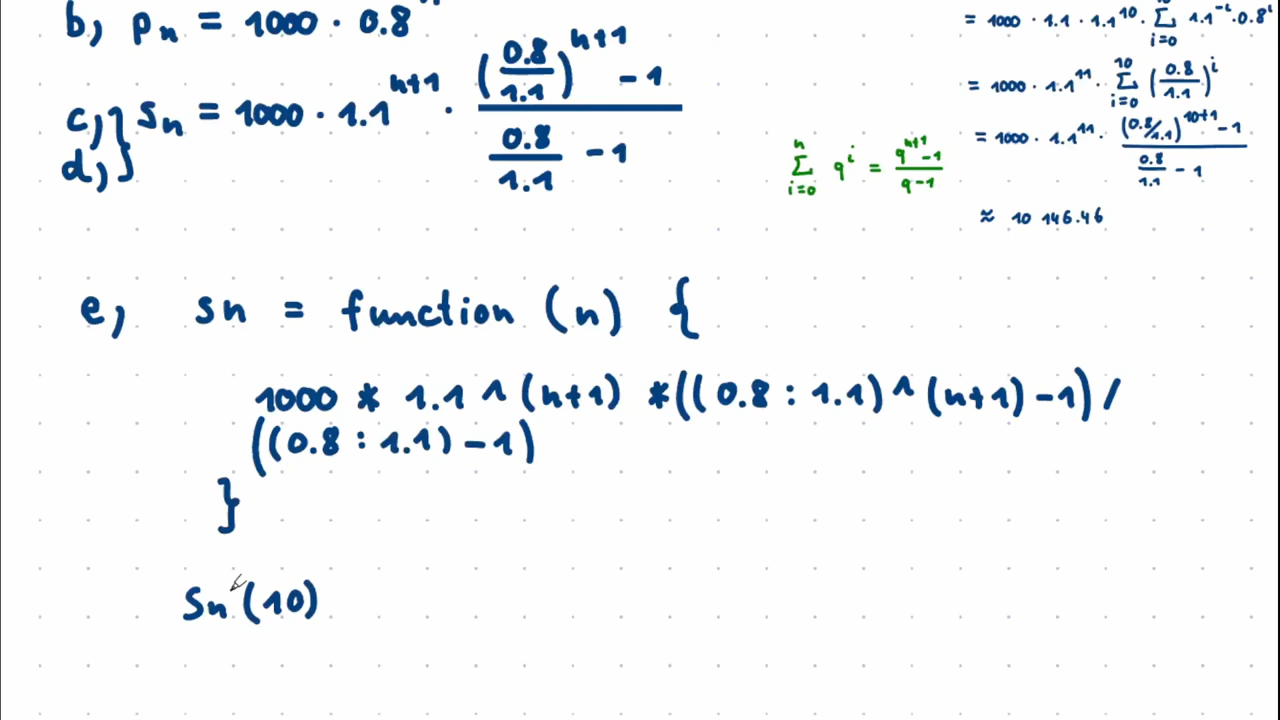 b, pn = 1000 · 0.8^n
c, } sn = 1000 · 1.1^(n+1) · ((0.8/1.1)^(n+1) - 1) / (0.8/1.1 - 1)
d, }
∑_{i=0}^{n} q^i = (q^(n+1) - 1) / (q - 1)
= 1000 · 1.1 · 1.1^10 · ∑_{i=0} 1.1^-i · 0.8^i
= 1000 · 1.1^11 · ∑_{i=0}^{10} (0.8/1.1)^i
= 1000 · 1.1^11 · ((0.8/1.1)^(10+1) - 1) / (0.8/1.1 - 1)
≈ 10 146.46
e, sn = function (n) {
1000 * 1.1 ^ (n+1) * ((0.8 : 1.1) ^ (n+1) - 1) /
((0.8 : 1.1) - 1)
}
Sn (10)